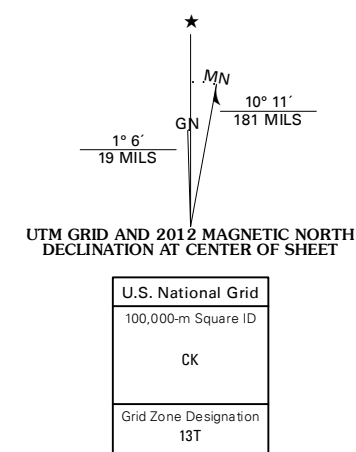 ★
MN
10° 11´
181 MILS
GN
1° 6´
19 MILS
UTM GRID AND 2012 MAGNETIC NORTH
DECLINATION AT CENTER OF SHEET
U.S. National Grid
100,000-m Square ID
CK
Grid Zone Designation
13T